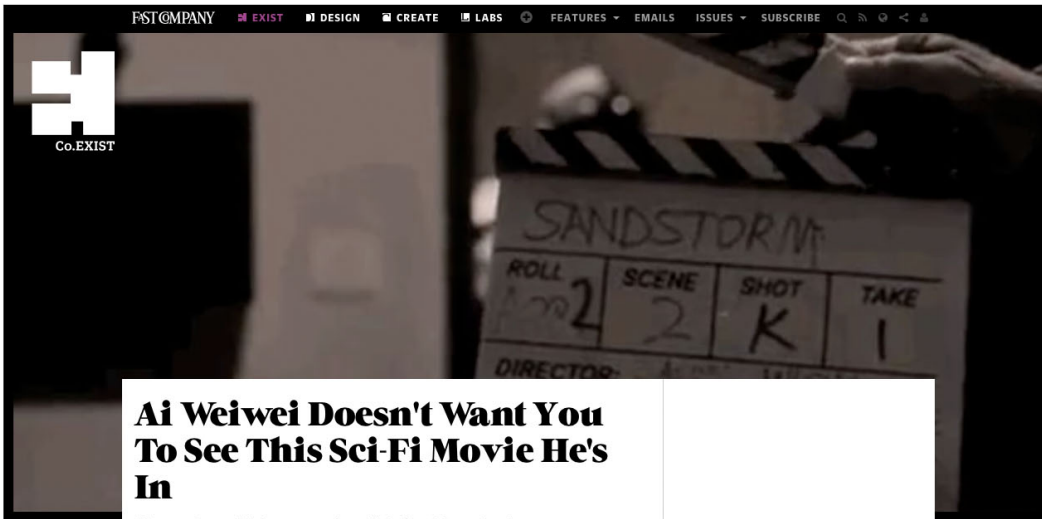 FAST COMPANY EXIST DESIGN CREATE LABS FEATURES EMAILS ISSUES SUBSCRIBE
Co.EXIST
SANDSTORM
ROLL SCENE SHOT TAKE
2 2 K 1
DIRECTOR:
Ai Weiwei Doesn't Want You
To See This Sci-Fi Movie He's
In